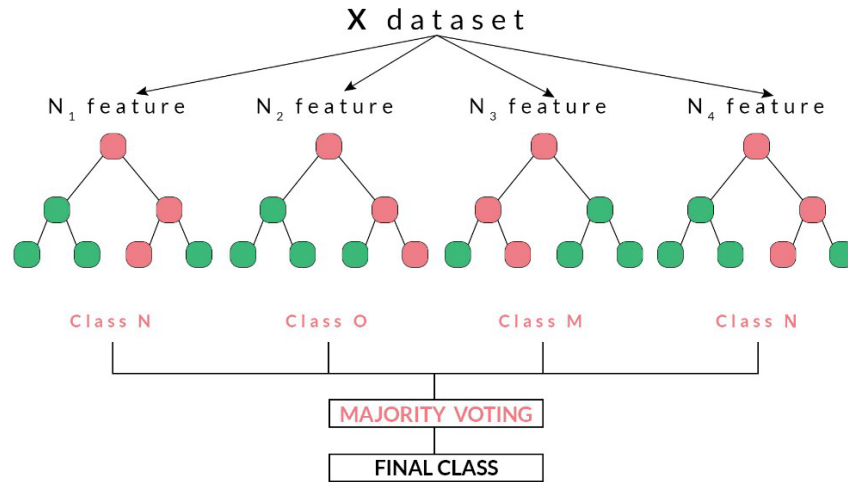 X dataset
N₁ feature
N₂ feature
N₃ feature
N₄ feature
Class N
Class O
Class M
Class N
MAJORITY VOTING
FINAL CLASS